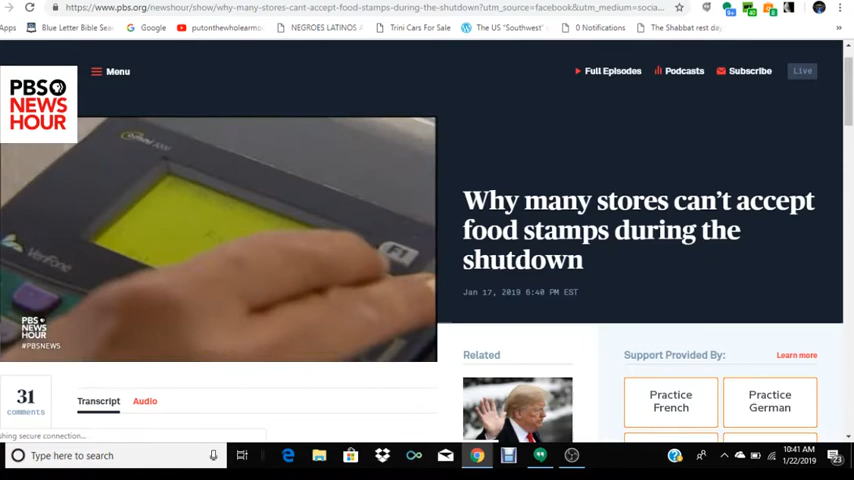 https://www.pbs.org/newshour/show/why-many-stores-cant-accept-food-stamps-during-the-shutdown?utm_source=facebook&utm_medium=socia...
Blue Letter Bible Sea
Google
putonthewholearmo
NEGROES LATINOS A
Trini Cars For Sale
The US "Southwest"
0 Notifications
The Shabbat rest day
»
PBS
NEWS
HOUR
Menu
Full Episodes
Podcasts
Subscribe
Live
omni
VeriFone
F1
PBS
NEWS
HOUR
#PBSNEWS
Why many stores can't accept
food stamps during the
shutdown
Jan 17, 2019 6:40 PM EST
Related
Support Provided By:
Learn more
31
comments
Transcript
Audio
Practice
French
Practice
German
shing secure connection...
Type here to search
10:41 AM
1/22/2019
23